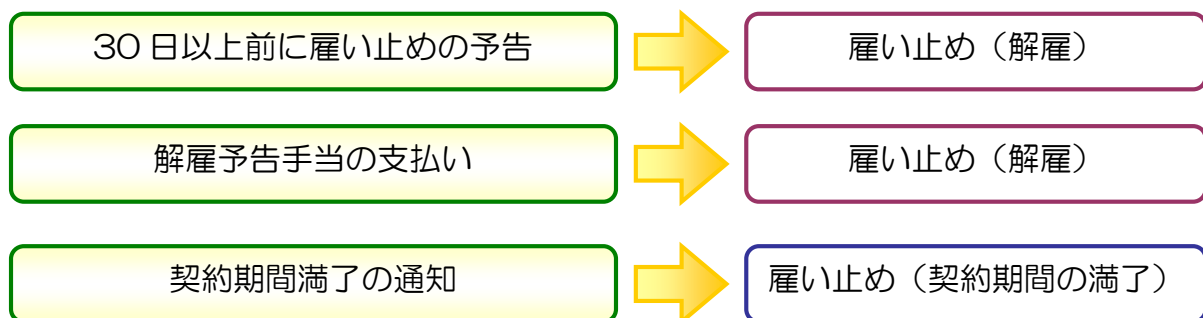 30 日以上前に雇い止めの予告
雇い止め（解雇）
解雇予告手当の支払い
雇い止め（解雇）
契約期間満了の通知
雇い止め（契約期間の満了）